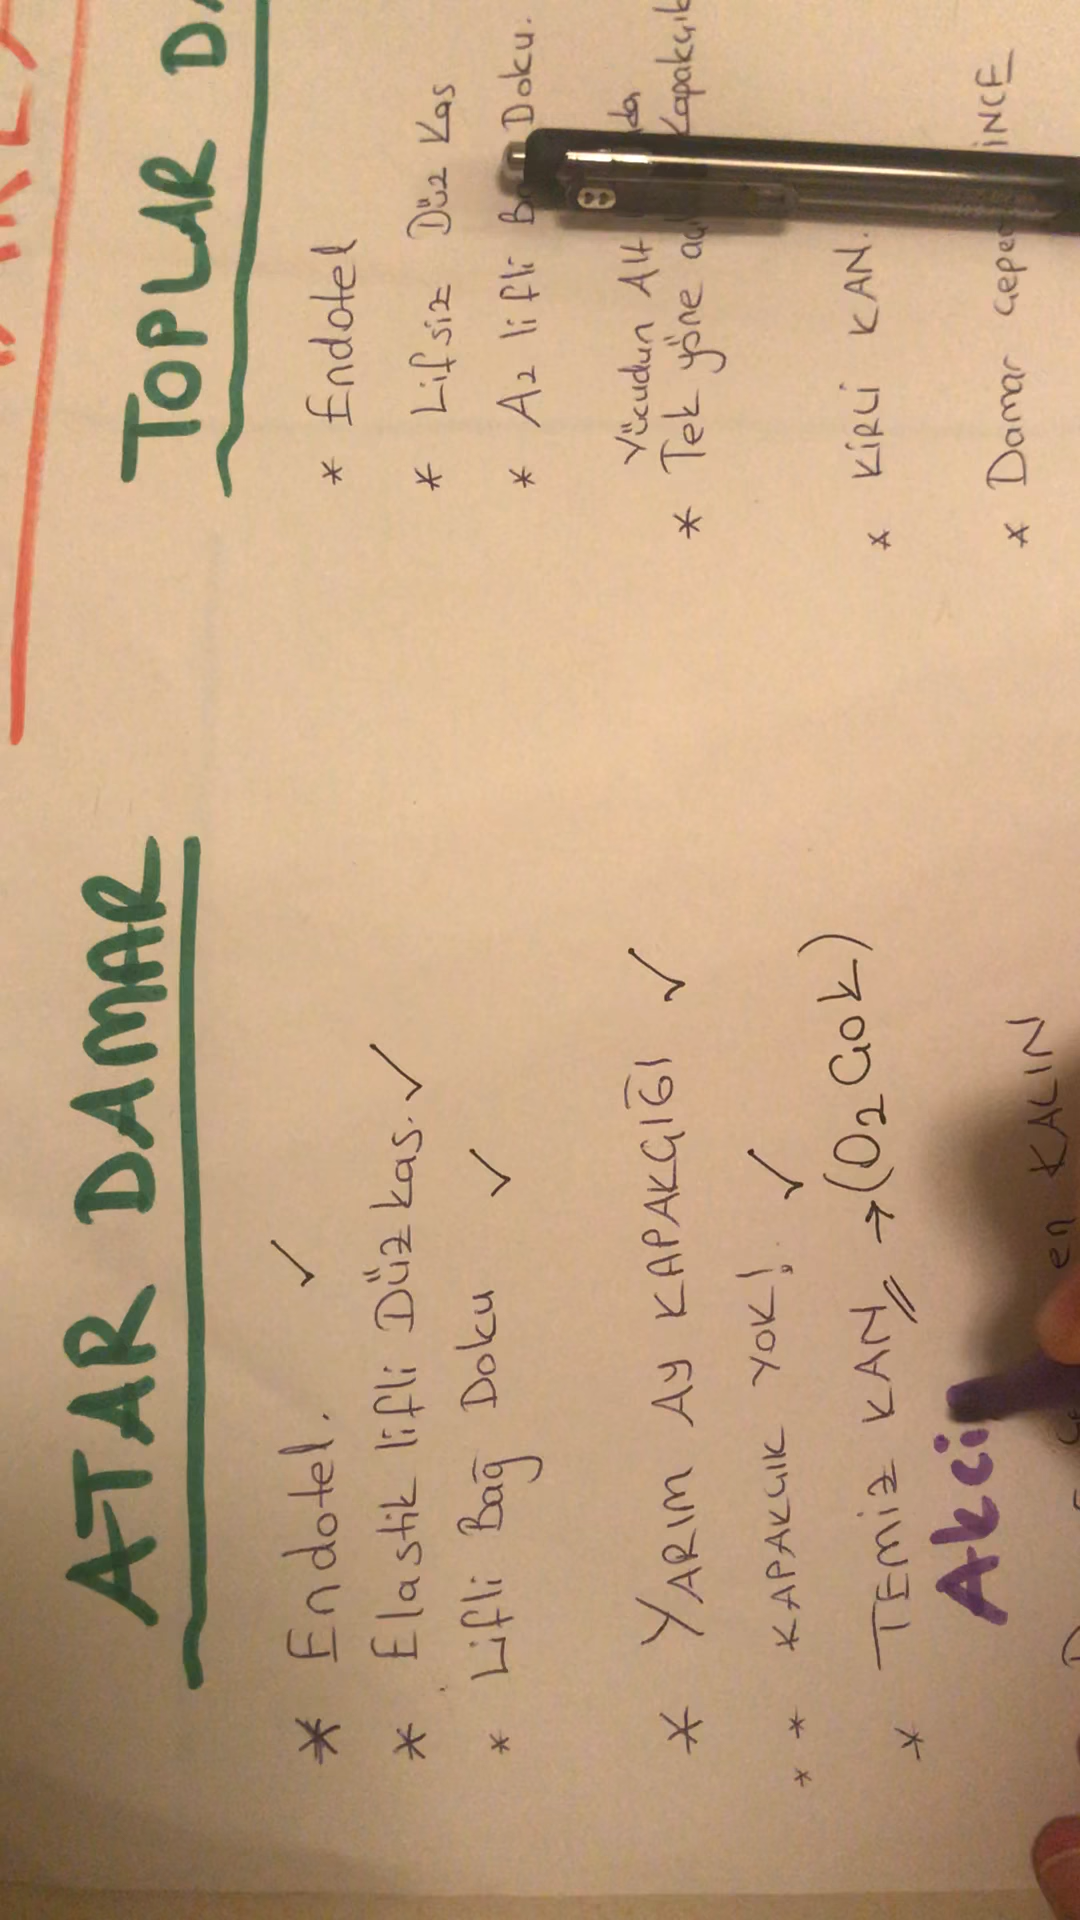 ATAR DAMAR
* Endotel.
* Elastik lifli Düz kas.
* Lifli Bağ Doku
* YARIM Ay KAPAKÇIĞI
* * KAPAKÇIK YOK!
* TEMİZ KAN → (O2 Çok)
Akci
en KALIN
TOPLAR
* Endotel
* Lifsiz Düz Kas
* Az lifli Doku.
Vücudun Alt
* Tek yöne Kapakçık
* KİRLİ KAN.
* Damar İNCE